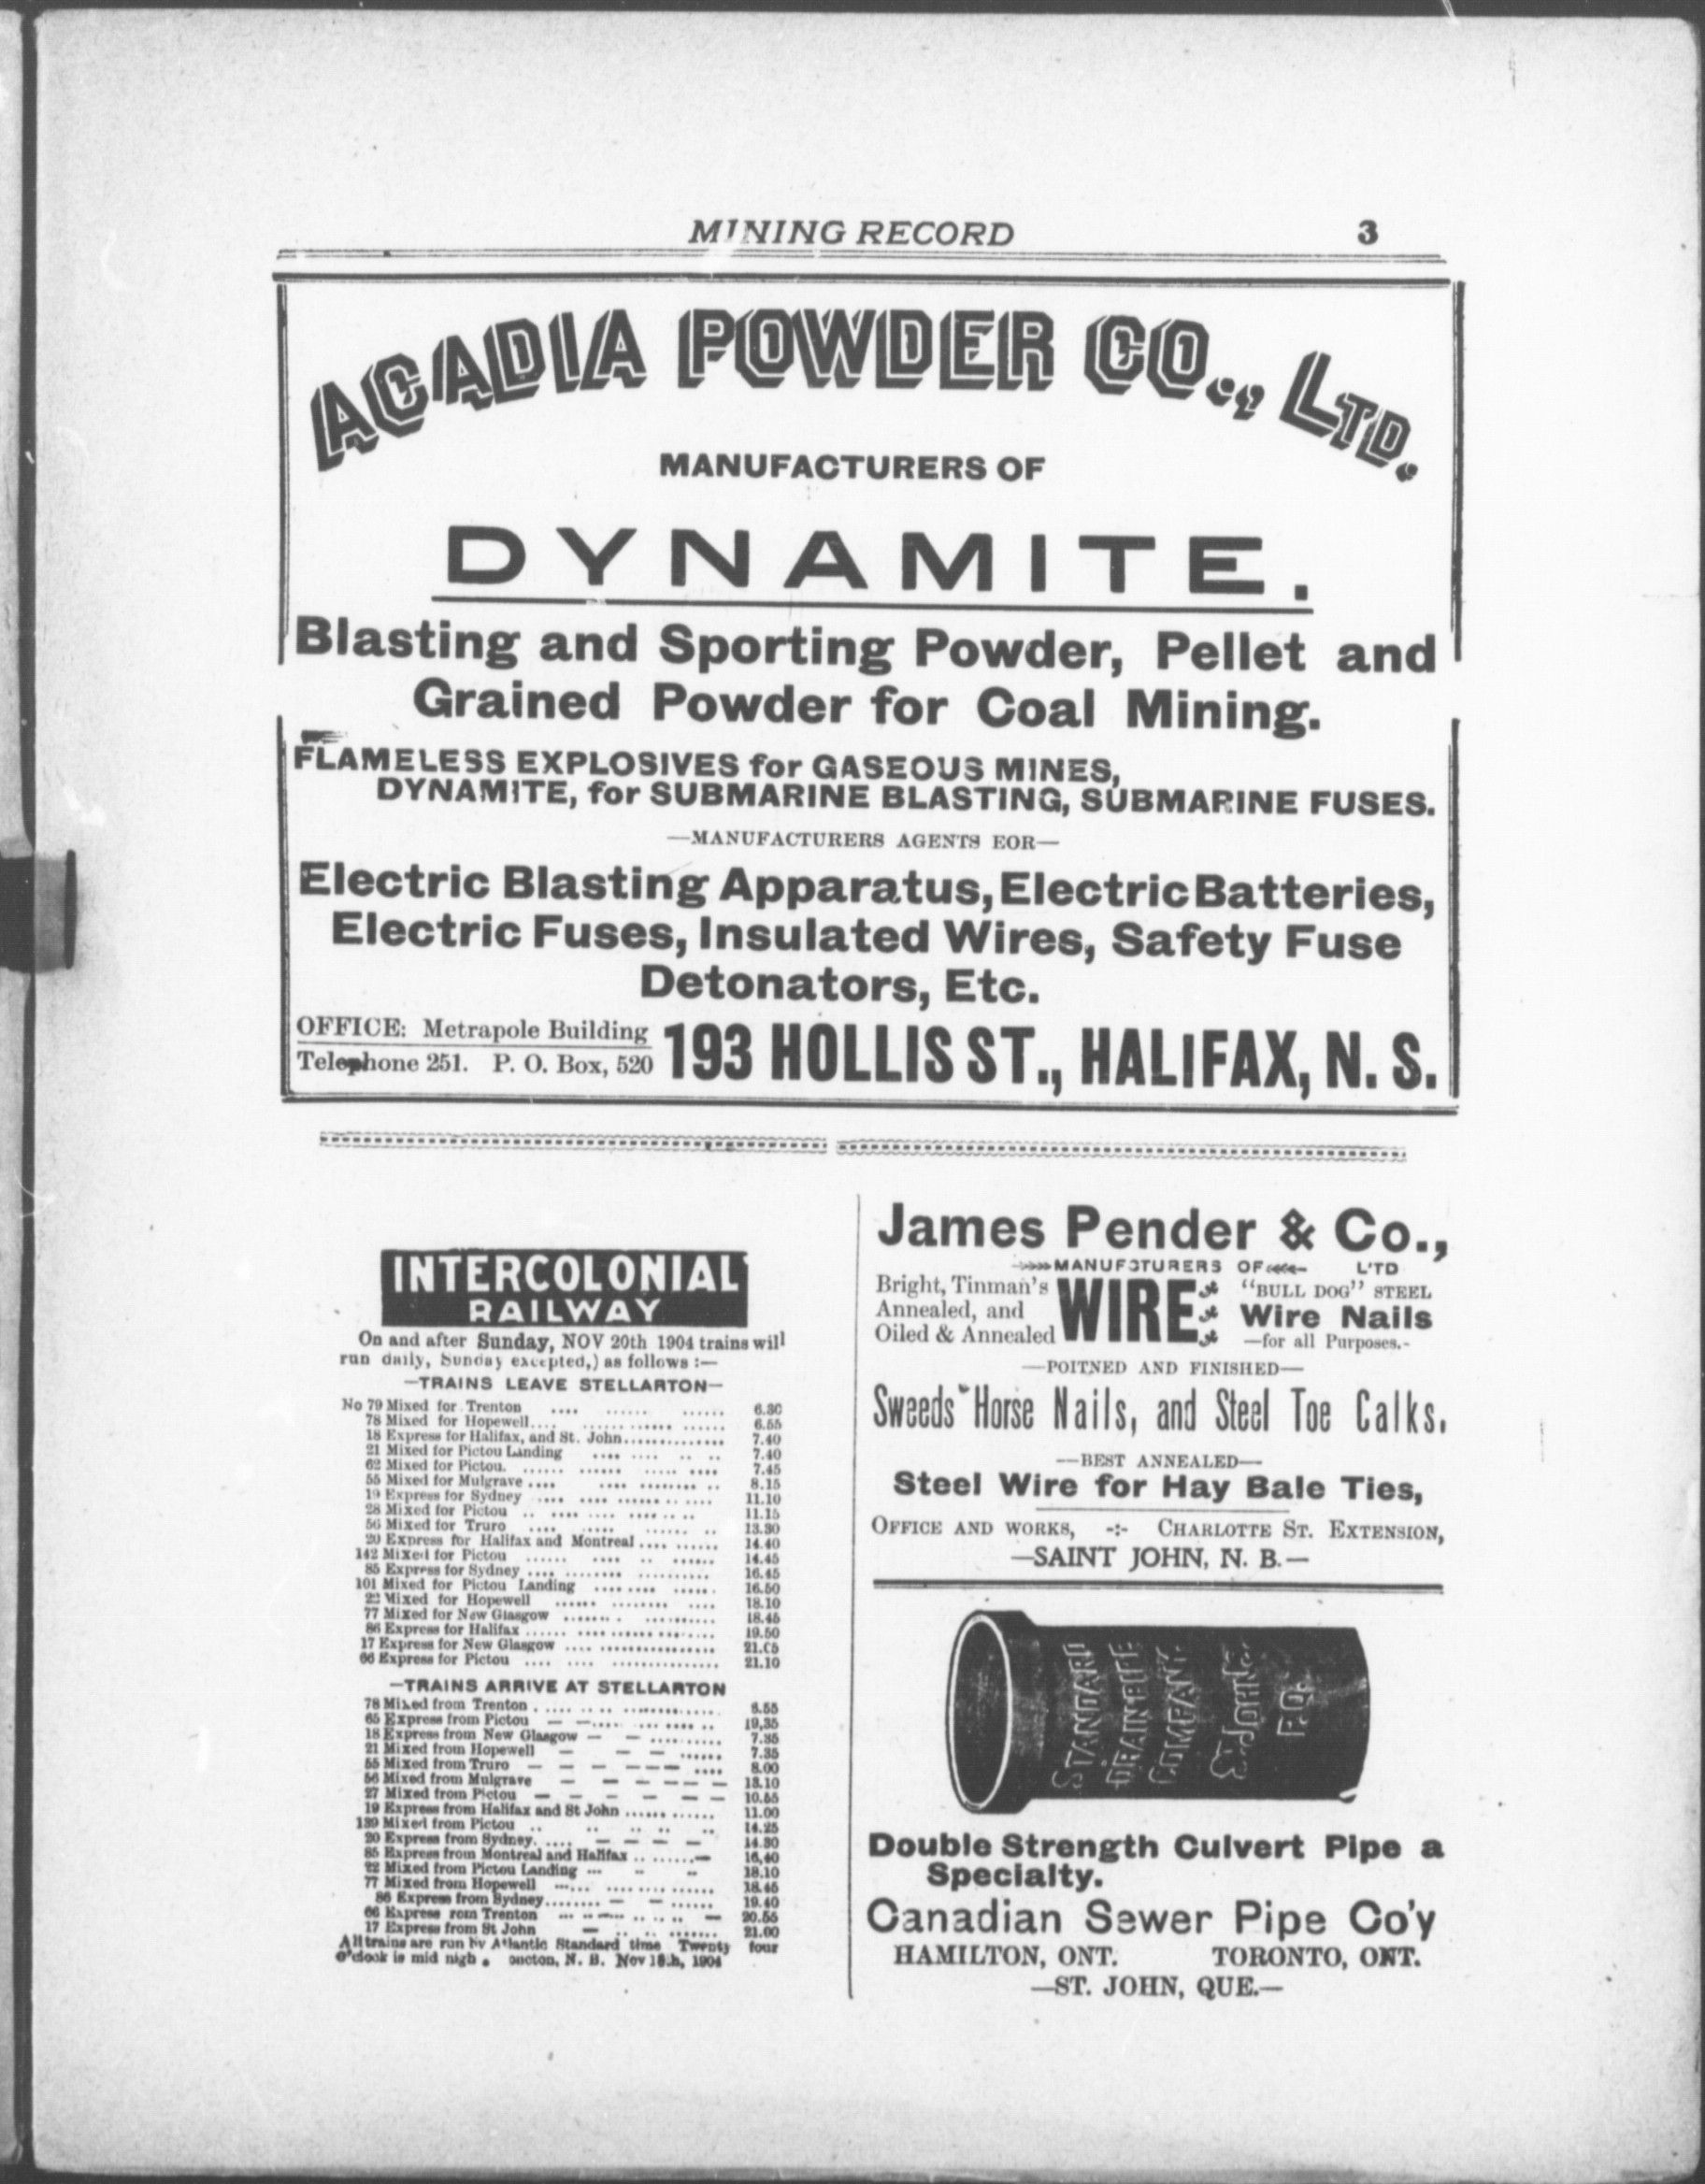 MINING RECORD 3
ACADIA POWDER CO., LTD.
MANUFACTURERS OF
DYNAMITE.
Blasting and Sporting Powder, Pellet and
Grained Powder for Coal Mining.
FLAMELESS EXPLOSIVES for GASEOUS MINES,
DYNAMITE, for SUBMARINE BLASTING, SUBMARINE FUSES.
—MANUFACTURERS AGENTS EOR—
Electric Blasting Apparatus, Electric Batteries,
Electric Fuses, Insulated Wires, Safety Fuse
Detonators, Etc.
OFFICE: Metrapole Building
Telephone 251. P. O. Box, 520
193 HOLLIS ST., HALIFAX, N. S.
INTERCOLONIAL
RAILWAY
On and after Sunday, NOV 20th 1904 trains will
run daily, Sunday excepted,) as follows :—
—TRAINS LEAVE STELLARTON—
No 79 Mixed for Trenton .... ...... ...... 6.30
78 Mixed for Hopewell.... ...... ...... ...... 6.55
18 Express for Halifax, and St. John............... 7.40
21 Mixed for Pictou Landing .... .... .. .. 7.40
62 Mixed for Pictou. ...... ...... ..... .... 7.45
55 Mixed for Mulgrave .... .... ........ .. 8.15
19 Express for Sydney .... .... ...... .. .... 11.10
28 Mixed for Pictou .. .... .... .... .. .. 11.15
56 Mixed for Truro .... ..... ...... .. 13.30
20 Express for Halifax and Montreal .... ...... 14.40
142 Mixed for Pictou ...... .... .. ...... 14.45
85 Express for Sydney .... ........ .......... 16.45
101 Mixed for Pictou Landing .... .... ..... . 16.50
22 Mixed for Hopewell ...... ........ .... 18.10
77 Mixed for New Glasgow ....... . .......... 18.45
86 Express for Halifax ...... .... ...... ........ 19.50
17 Express for New Glasgow .... ................ 21.05
66 Express for Pictou .... .... ............... 21.10
—TRAINS ARRIVE AT STELLARTON
78 Mixed from Trenton . .... .. .. ............ 6.55
65 Express from Pictou — —.... ... .... .. 19,35
18 Express from New Glasgow — — .... ...... 7.35
21 Mixed from Hopewell — — — ...... 7.35
55 Mixed from Truro — — — — — — .... 8.00
56 Mixed from Mulgrave — — — — — — 13.10
27 Mixed from Pictou — — — — — — 10.55
19 Express from Halifax and St John ...... ...... 11.00
139 Mixed from Pictou .. .. .. .. .. 14.25
20 Express from Sydney. .... — — — — 14.30
85 Express from Montreal and Halifax .. ......— 16,40
22 Mixed from Pictou Landing ... .. .. 18.10
77 Mixed from Hopewell ...... .... .... ...... 18.45
86 Express from Sydney........ — — ...... 19.40
66 Express rom Trenton ... .. —... .. .. .. — 20.55
17 Express from St John — .. .. ....... 21.00
All trains are run by Atlantic Standard time Twenty four
o'clock is mid nigh . oncton, N. B. Nov 18th, 1904
James Pender & Co.,
MANUFCTURERS OF L'TD
Bright, Tinman's
Annealed, and
Oiled & Annealed
WIRE
"BULL DOG" STEEL
Wire Nails
—for all Purposes.-
—POITNED AND FINISHED—
Sweeds Horse Nails, and Steel Toe Calks.
—BEST ANNEALED—
Steel Wire for Hay Bale Ties,
OFFICE AND WORKS, -:- CHARLOTTE ST. EXTENSION,
—SAINT JOHN, N. B.—
STANDARD
DRAIN PIPE
COMPANY.
ST JOHNS
P.Q.
Double Strength Culvert Pipe a
Specialty.
Canadian Sewer Pipe Co'y
HAMILTON, ONT. TORONTO, ONT.
—ST. JOHN, QUE.—